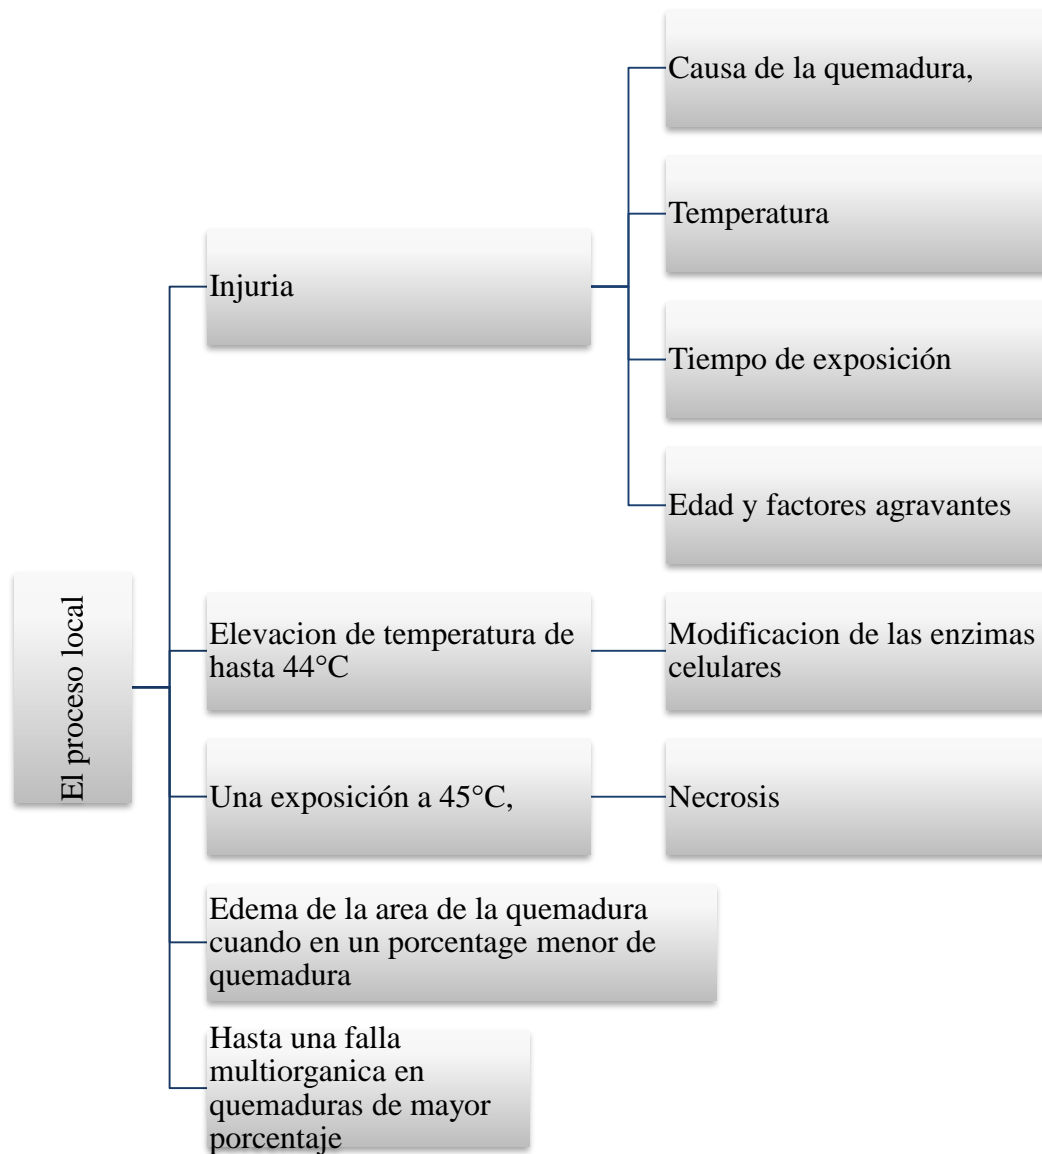 El proceso local
Injuria
Causa de la quemadura,
Temperatura
Tiempo de exposición
Edad y factores agravantes
Elevacion de temperatura de
hasta 44°C
Modificacion de las enzimas
celulares
Una exposición a 45°C,
Necrosis
Edema de la area de la quemadura
cuando en un porcentage menor de
quemadura
Hasta una falla
multiorganica en
quemaduras de mayor
porcentaje